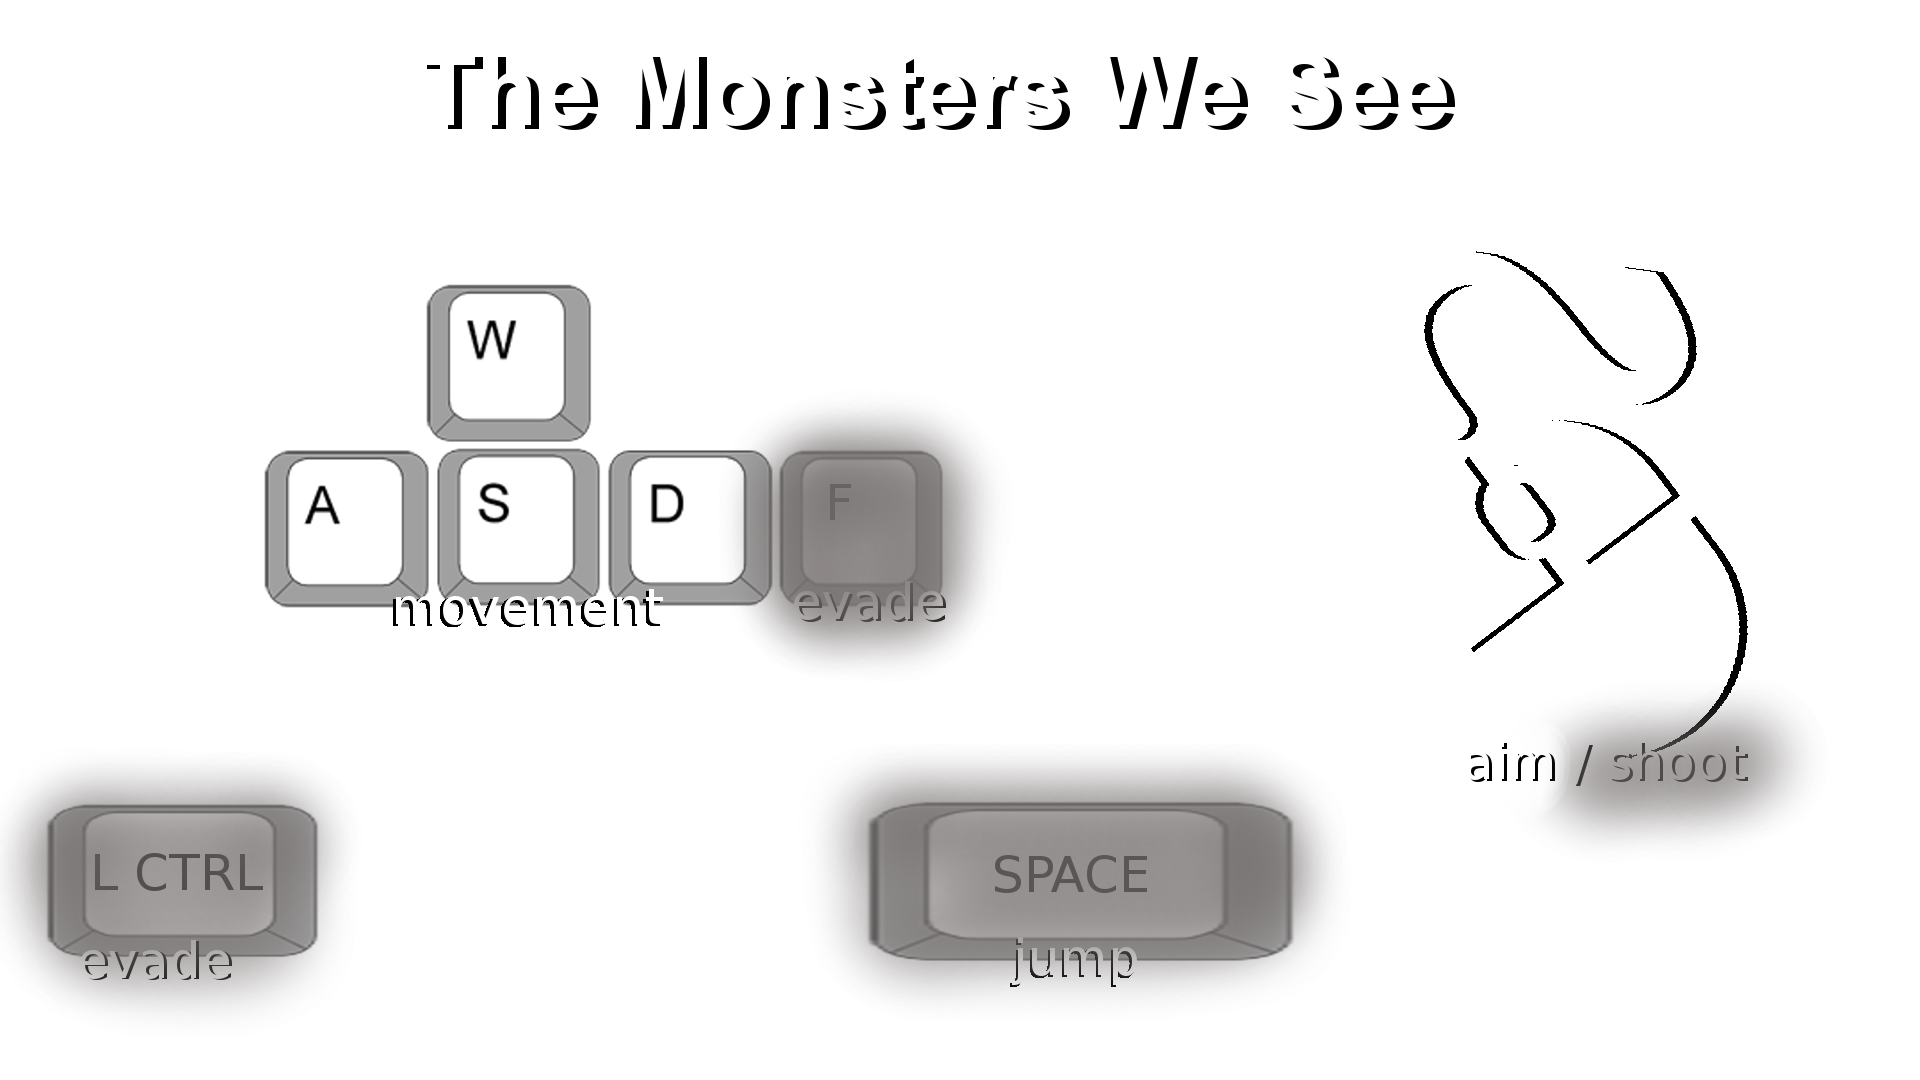 The Monsters We See
W
A S D F
movement evade
aim / shoot
L CTRL SPACE
evade jump